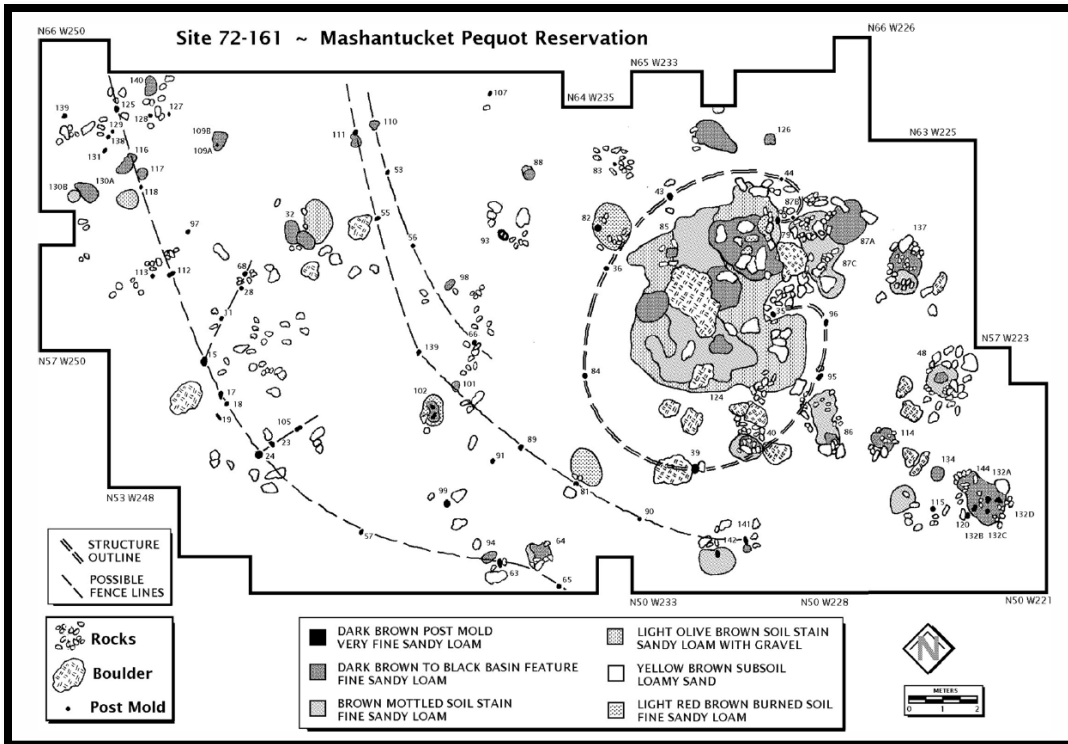 N66 W250
Site 72-161 ~ Mashantucket Pequot Reservation
N66 W226
N65 W233
N64 W235
N63 W225
140
125
139
128
127
129
138
131
109B
109A
116
117
118
130B
130A
107
111
110
53
88
83
126
44
43
87B
82
85
79
87A
137
87C
32
55
56
93
36
97
113
112
68
28
98
11
66
139
15
96
N57 W223
N57 W250
84
95
48
17
18
19
102
101
124
105
23
24
89
91
40
39
86
114
134
144
132A
N53 W248
99
81
90
115
120
132B
132C
132D
57
94
64
63
65
141
142
N50 W233
N50 W228
N50 W221
STRUCTURE
OUTLINE
POSSIBLE
FENCE LINES
Rocks
Boulder
Post Mold
DARK BROWN POST MOLD
VERY FINE SANDY LOAM
DARK BROWN TO BLACK BASIN FEATURE
FINE SANDY LOAM
BROWN MOTTLED SOIL STAIN
FINE SANDY LOAM
LIGHT OLIVE BROWN SOIL STAIN
SANDY LOAM WITH GRAVEL
YELLOW BROWN SUBSOIL
LOAMY SAND
LIGHT RED BROWN BURNED SOIL
FINE SANDY LOAM
N
METERS
0 1 2